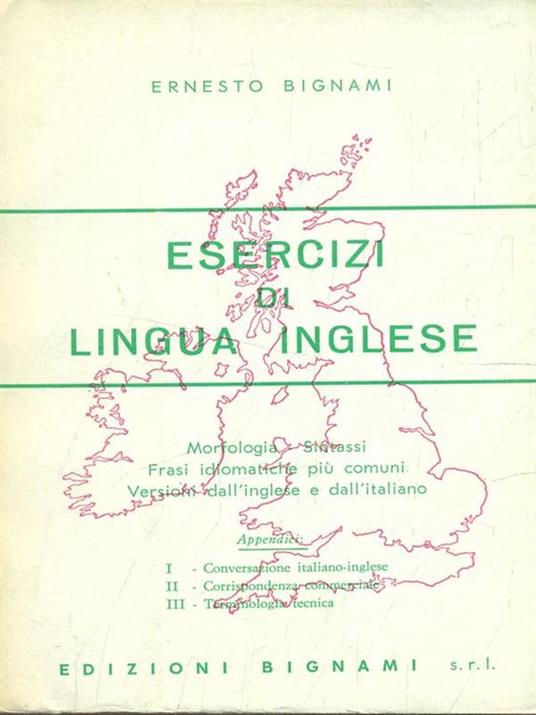 ERNESTO BIGNAMI
ESERCIZI
DI
LINGUA INGLESE
Morfologia - Sintassi
Frasi idiomatiche più comuni
Versioni dall'inglese e dall'italiano
Appendici:
I - Conversazione italiano-inglese
II - Corrispondenza commerciale
III - Terminologia tecnica
EDIZIONI BIGNAMI s.r.l.